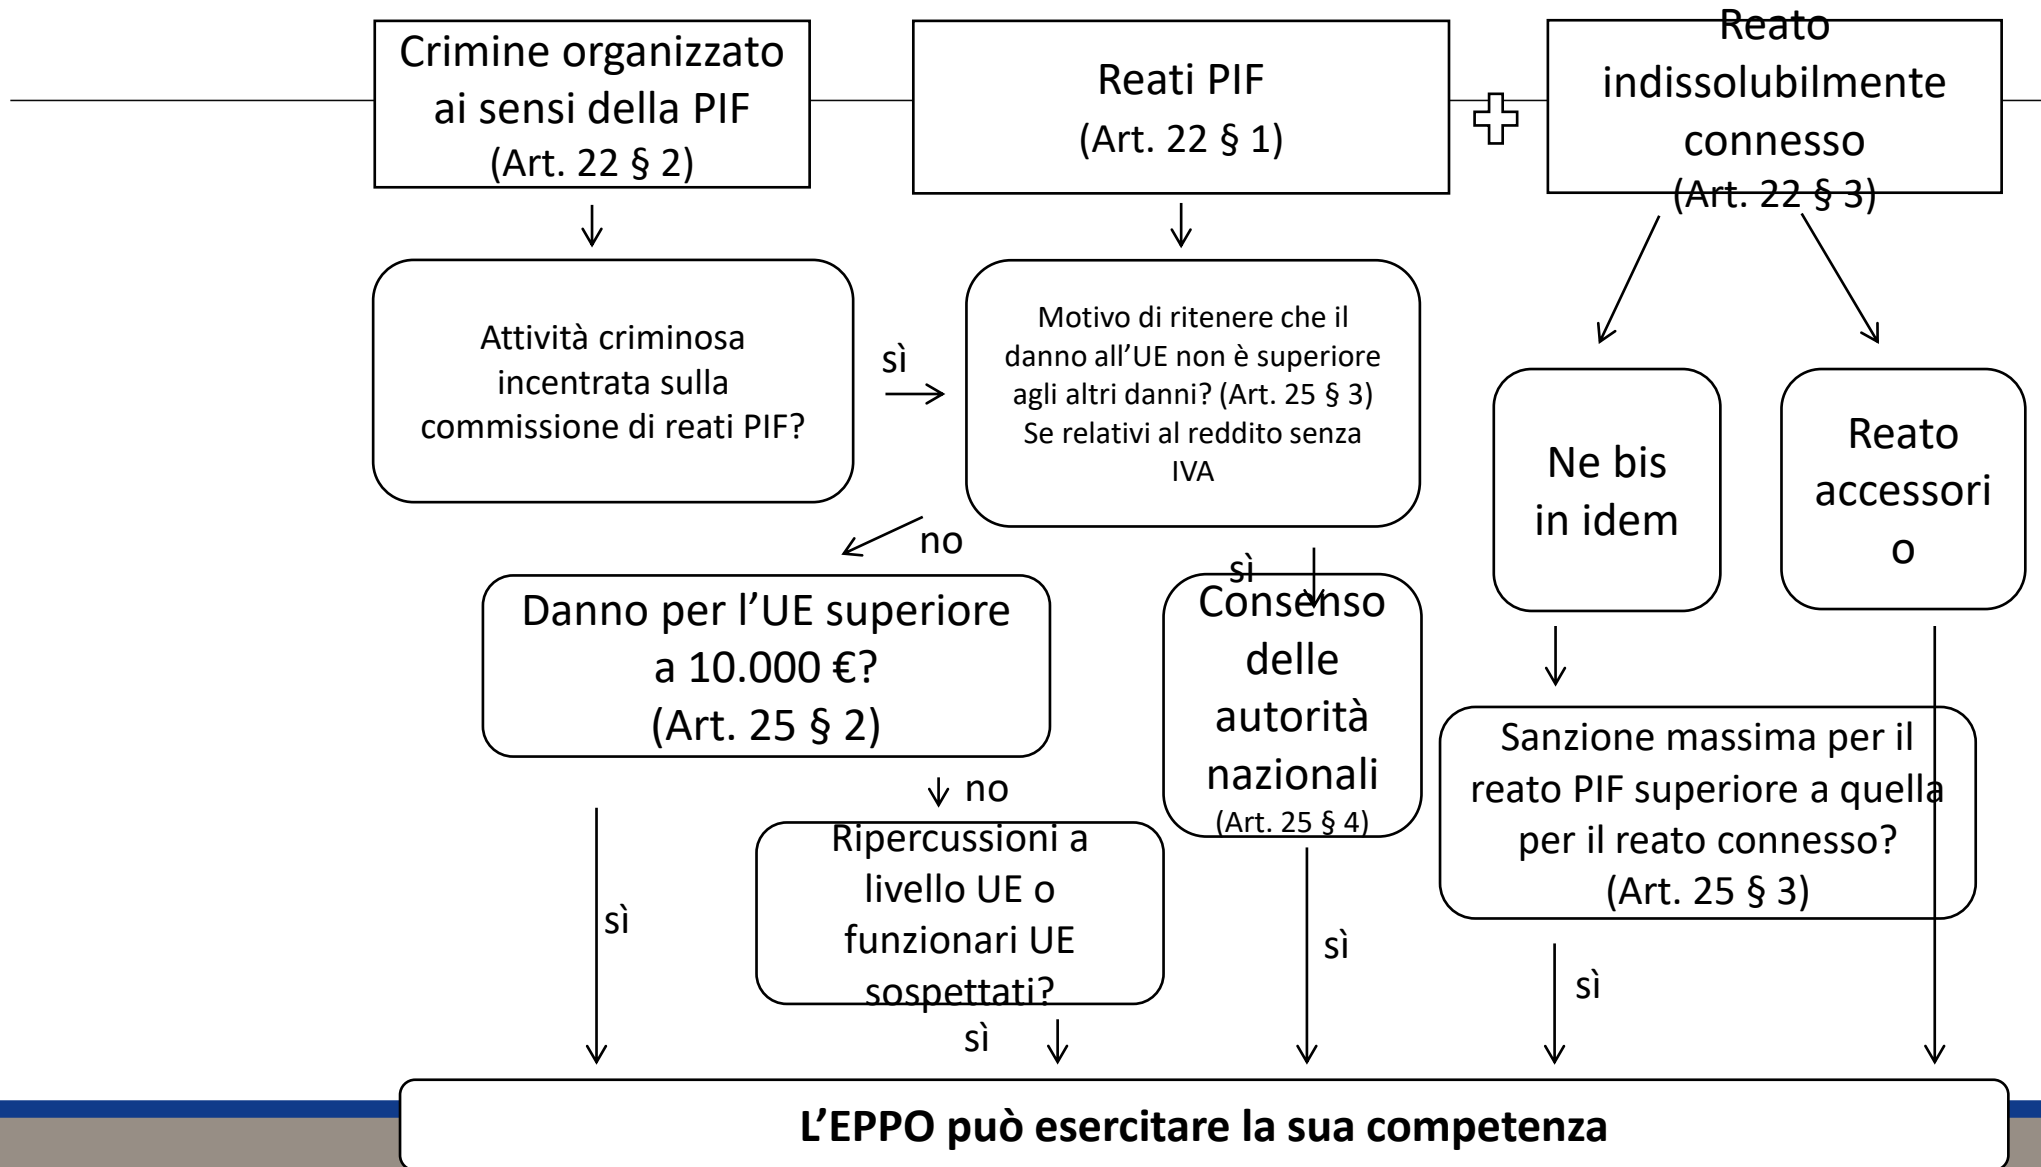 Crimine organizzato
ai sensi della PIF
(Art. 22 § 2)
Reati PIF
(Art. 22 § 1)
Reato
indissolubilmente
connesso
(Art. 22 § 3)
Attività criminosa
incentrata sulla
commissione di reati PIF?
sì
Motivo di ritenere che il
danno all’UE non è superiore
agli altri danni? (Art. 25 § 3)
Se relativi al reddito senza
IVA
Ne bis
in idem
Reato
accessori
o
no
sì
Danno per l’UE superiore
a 10.000 €?
(Art. 25 § 2)
Consenso
delle
autorità
nazionali
(Art. 25 § 4)
Sanzione massima per il
reato PIF superiore a quella
per il reato connesso?
(Art. 25 § 3)
no
Ripercussioni a
livello UE o
funzionari UE
sospettati?
sì
sì
sì
sì
L’EPPO può esercitare la sua competenza